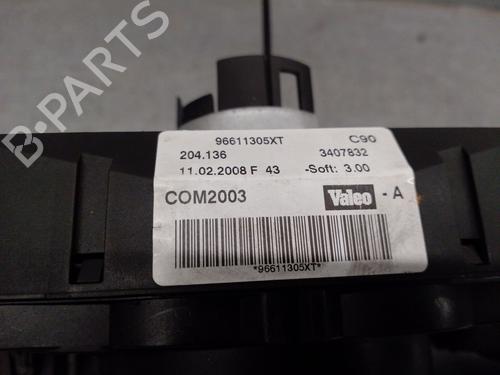 96611305XT C90
204.136 3407832
11.02.2008 F 43 -Soft: 3.00
COM2003 Valeo - A
*96611305XT*
B-PARTS